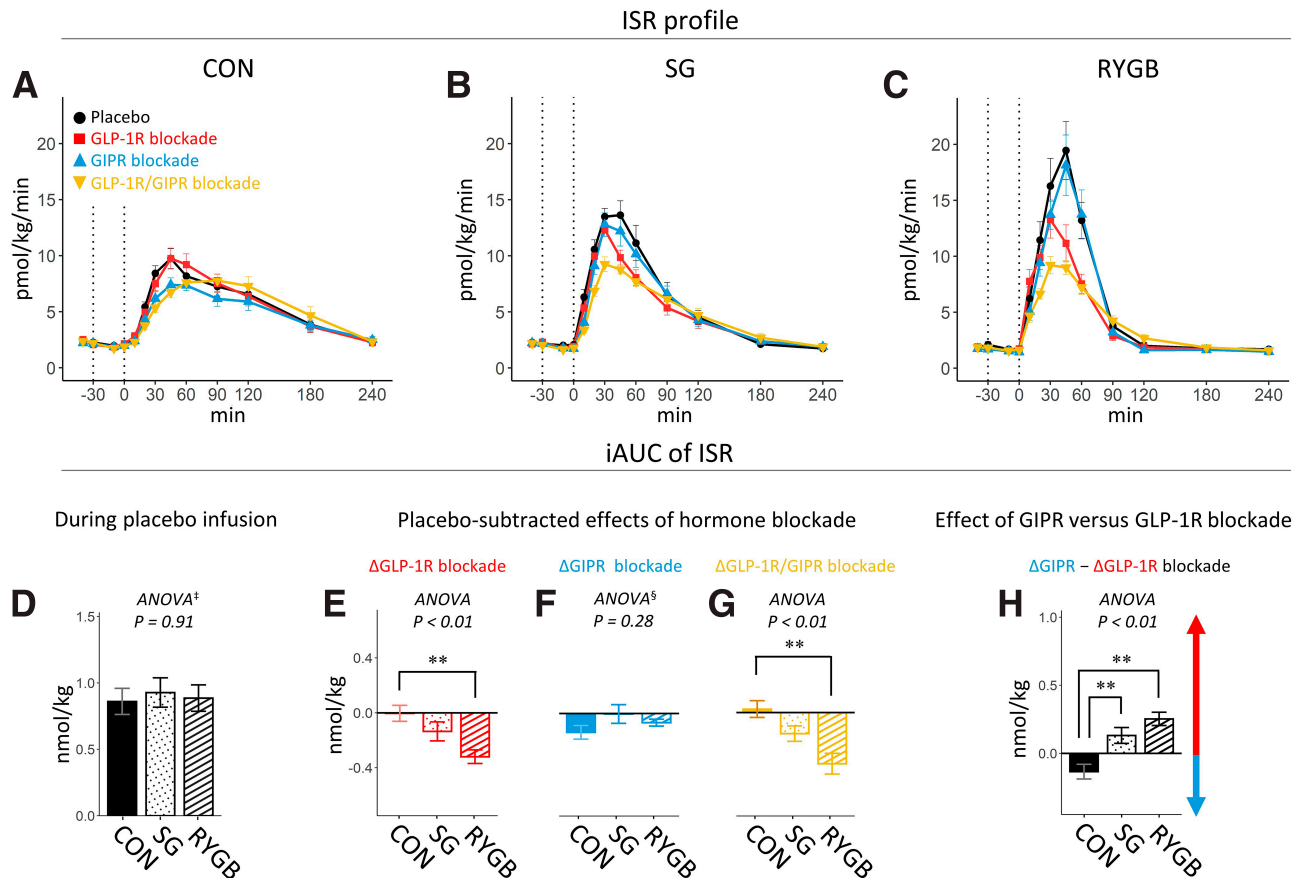 ISR profile
CON
SG
RYGB
A
B
C
Placebo
GLP-1R blockade
GIPR blockade
GLP-1R/GIPR blockade
pmol/kg/min
20
15
10
5
0
-30 0 30 60 90 120 180 240
min
pmol/kg/min
20
15
10
5
0
-30 0 30 60 90 120 180 240
min
pmol/kg/min
20
15
10
5
0
-30 0 30 60 90 120 180 240
min
iAUC of ISR
During placebo infusion
Placebo-subtracted effects of hormone blockade
Effect of GIPR versus GLP-1R blockade
ΔGLP-1R blockade
ΔGIPR blockade
ΔGLP-1R/GIPR blockade
ΔGIPR – ΔGLP-1R blockade
D
ANOVA‡
P = 0.91
nmol/kg
1.5
1.0
0.5
0.0
CON
SG
RYGB
E
ANOVA
P < 0.01
**
nmol/kg
0.4
0.0
-0.4
CON
SG
RYGB
F
ANOVA§
P = 0.28
CON
SG
RYGB
G
ANOVA
P < 0.01
**
CON
SG
RYGB
H
ANOVA
P < 0.01
**
**
nmol/kg
1.0
0.5
0.0
CON
SG
RYGB